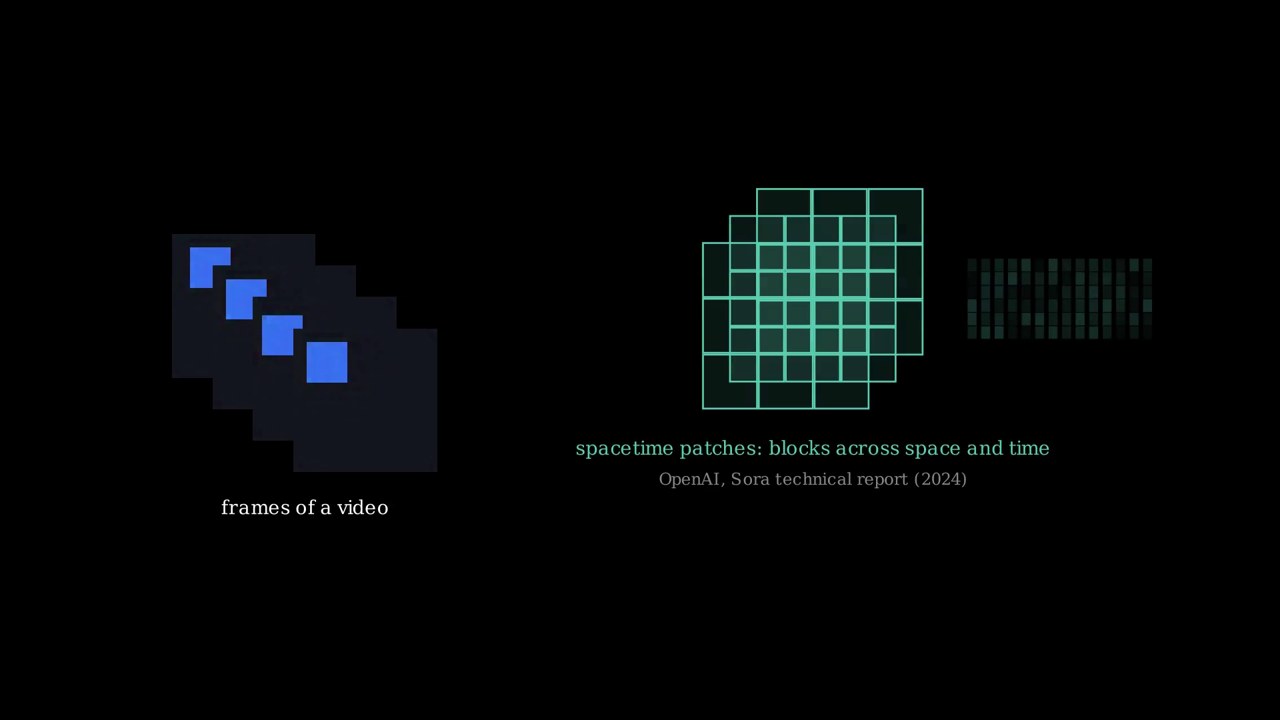 frames of a video
spacetime patches: blocks across space and time
OpenAI, Sora technical report (2024)